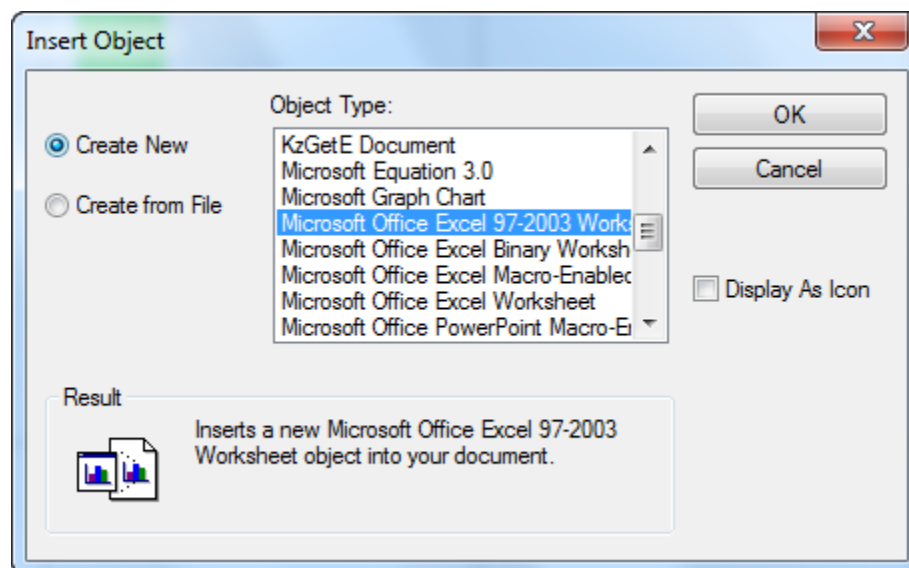 Insert Object
Object Type:
Create New
Create from File
KzGetE Document
Microsoft Equation 3.0
Microsoft Graph Chart
Microsoft Office Excel 97-2003 Works
Microsoft Office Excel Binary Worksh
Microsoft Office Excel Macro-Enabled
Microsoft Office Excel Worksheet
Microsoft Office PowerPoint Macro-En
OK
Cancel
Display As Icon
Result
Inserts a new Microsoft Office Excel 97-2003
Worksheet object into your document.